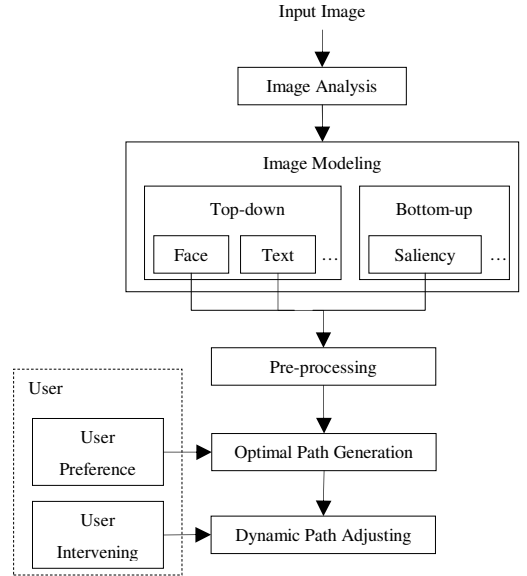 Input Image
Image Analysis
Image Modeling
Top-down
Bottom-up
Face
Text
...
Saliency
...
Pre-processing
User
User
Preference
Optimal Path Generation
User
Intervening
Dynamic Path Adjusting